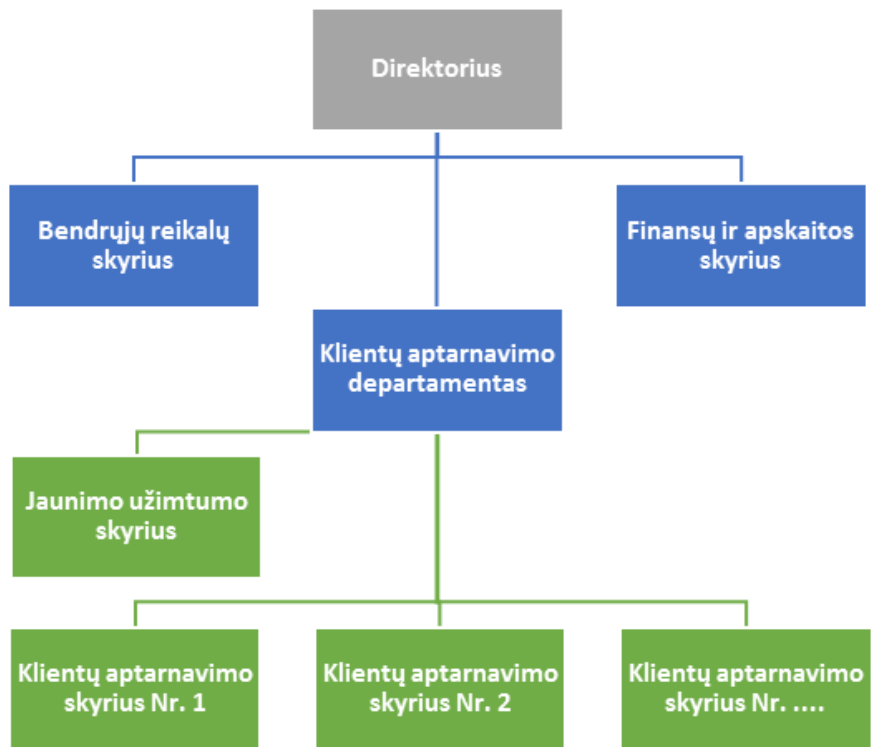 Direktorius
Bendrųjų reikalų
skyrius
Finansų ir apskaitos
skyrius
Klientų aptarnavimo
departamentas
Jaunimo užimtumo
skyrius
Klientų aptarnavimo
skyrius Nr. 1
Klientų aptarnavimo
skyrius Nr. 2
Klientų aptarnavimo
skyrius Nr. ....